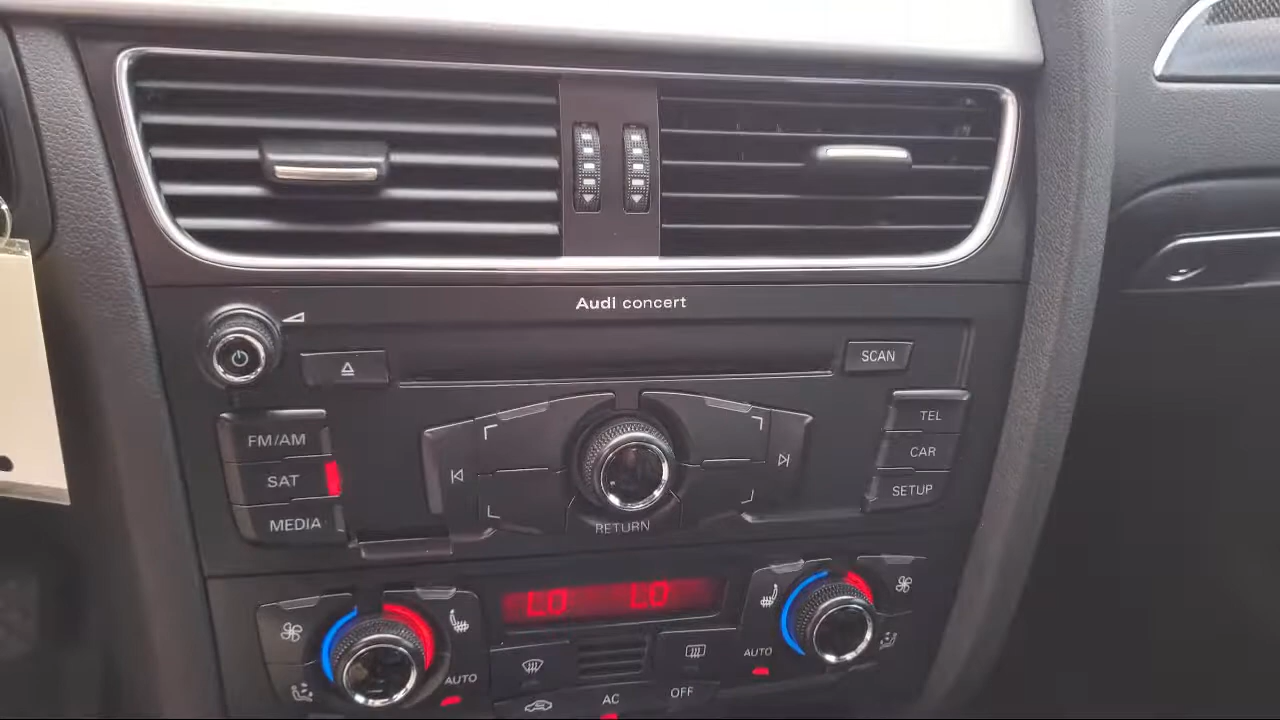 Audi concert
SCAN
FM/AM
TEL
SAT
CAR
MEDIA
SETUP
RETURN
LO LO
AUTO
AUTO
AC
OFF